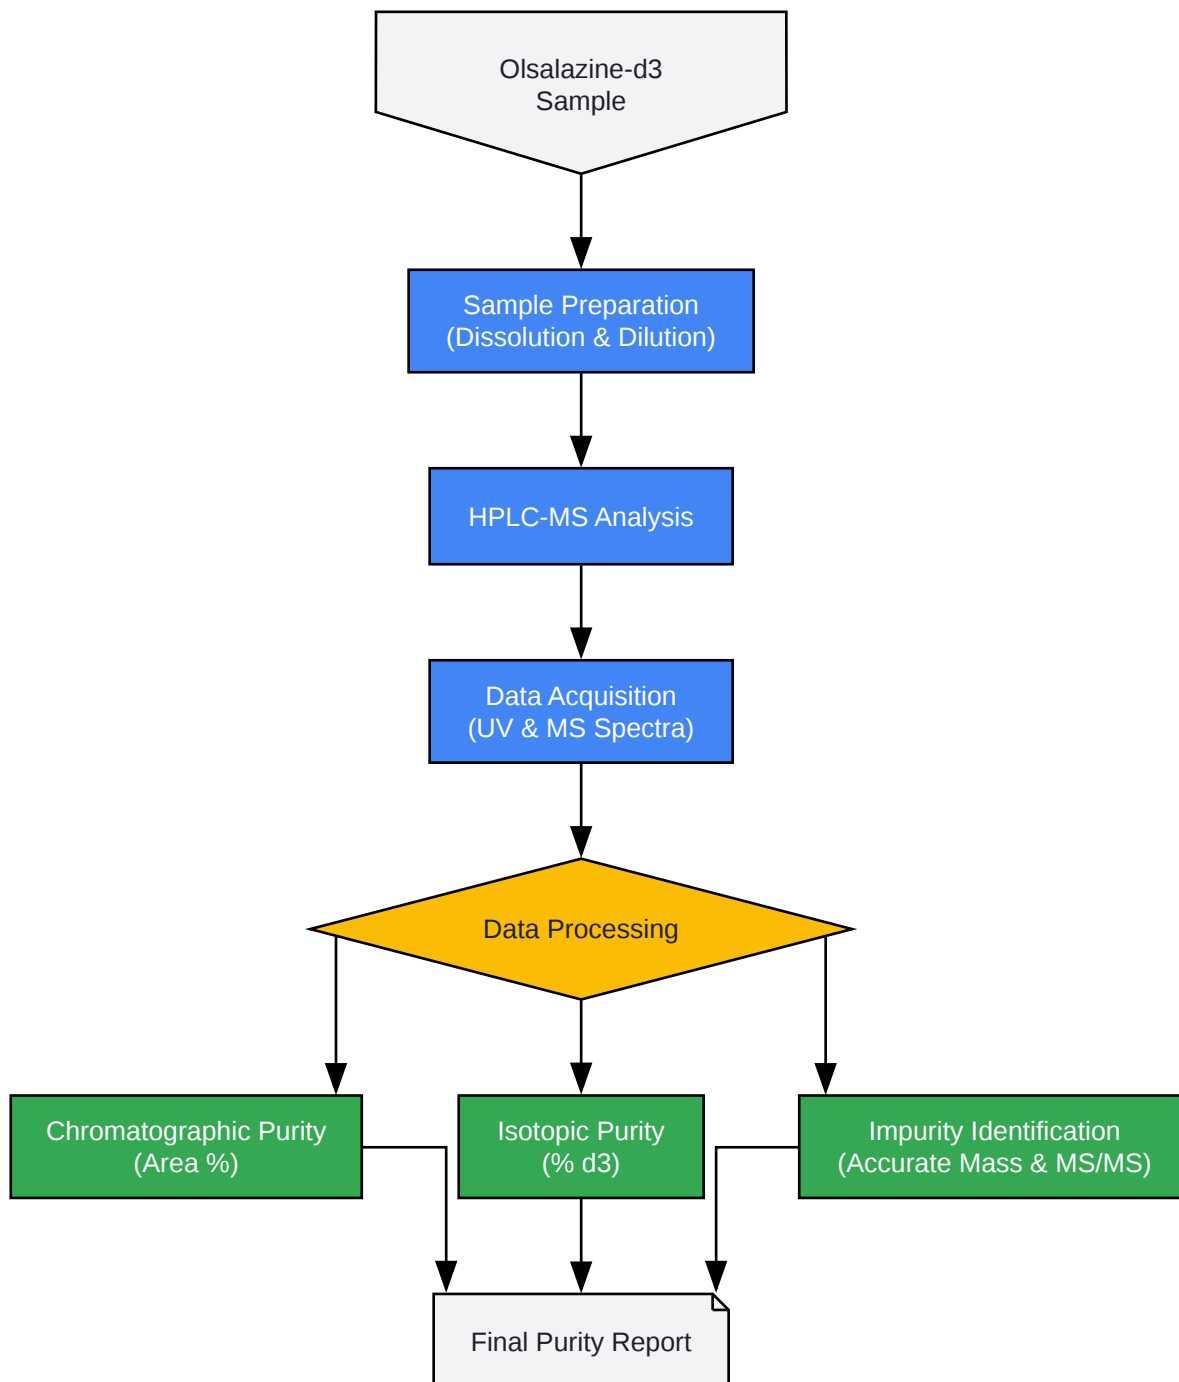 Olsalazine-d3
Sample
Sample Preparation
(Dissolution & Dilution)
HPLC-MS Analysis
Data Acquisition
(UV & MS Spectra)
Data Processing
Chromatographic Purity
(Area %)
Isotopic Purity
(% d3)
Impurity Identification
(Accurate Mass & MS/MS)
Final Purity Report